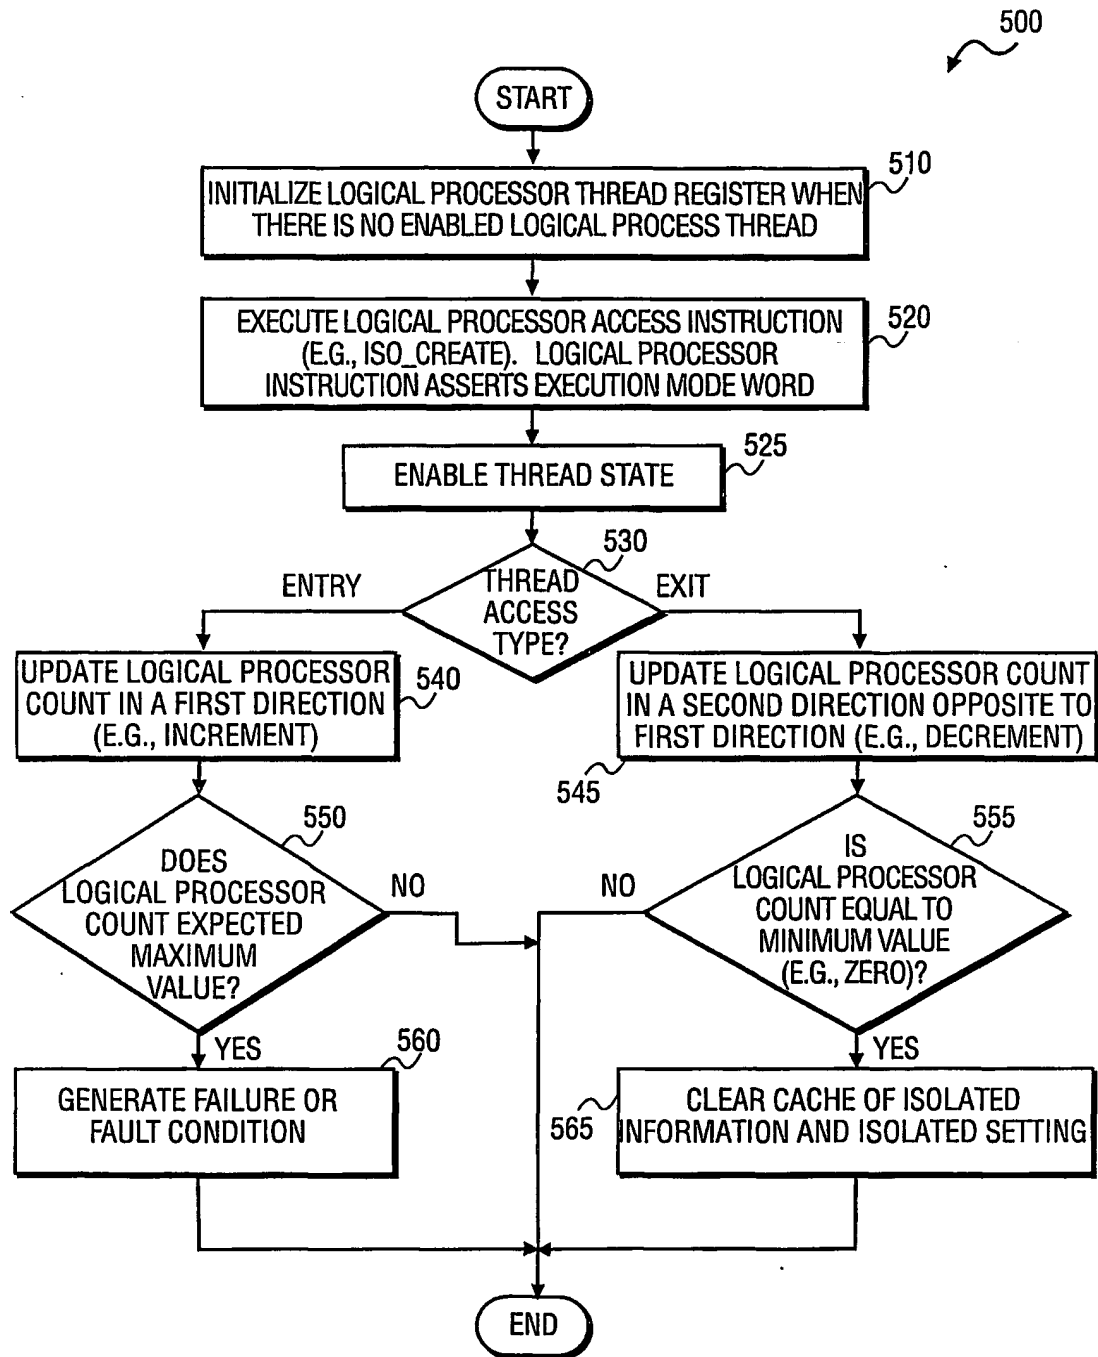 500
START
510
INITIALIZE LOGICAL PROCESSOR THREAD REGISTER WHEN
THERE IS NO ENABLED LOGICAL PROCESS THREAD
EXECUTE LOGICAL PROCESSOR ACCESS INSTRUCTION
(E.G., ISO_CREATE). LOGICAL PROCESSOR
INSTRUCTION ASSERTS EXECUTION MODE WORD
520
ENABLE THREAD STATE
525
530
THREAD
ACCESS
TYPE?
ENTRY
EXIT
UPDATE LOGICAL PROCESSOR
COUNT IN A FIRST DIRECTION
(E.G., INCREMENT)
540
UPDATE LOGICAL PROCESSOR COUNT
IN A SECOND DIRECTION OPPOSITE TO
FIRST DIRECTION (E.G., DECREMENT)
545
550
DOES
LOGICAL PROCESSOR
COUNT EXPECTED
MAXIMUM
VALUE?
NO
YES
555
IS
LOGICAL PROCESSOR
COUNT EQUAL TO
MINIMUM VALUE
(E.G., ZERO)?
NO
YES
560
GENERATE FAILURE OR
FAULT CONDITION
565
CLEAR CACHE OF ISOLATED
INFORMATION AND ISOLATED SETTING
END